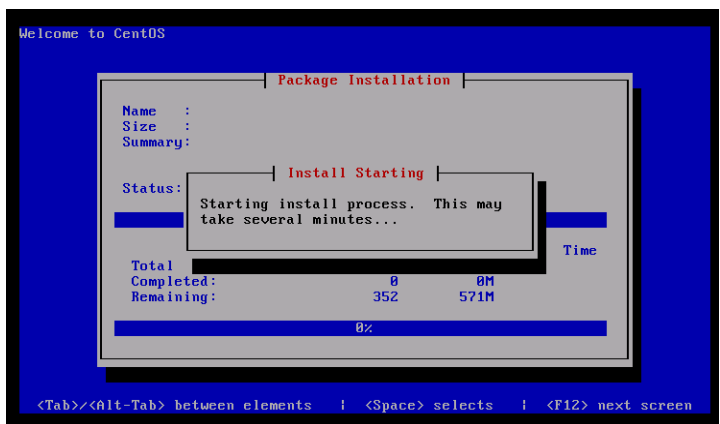 Welcome to CentOS
Package Installation
Name :
Size :
Summary:
Install Starting
Status:
Starting install process. This may
take several minutes...
Time
Total
Completed: 0 0M
Remaining: 352 571M
0%
<Tab>/<Alt-Tab> between elements | <Space> selects | <F12> next screen